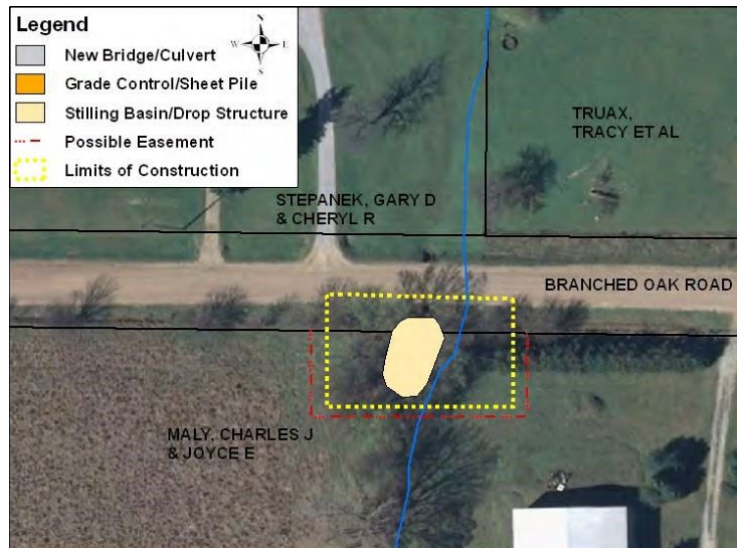 Legend
New Bridge/Culvert
Grade Control/Sheet Pile
Stilling Basin/Drop Structure
Possible Easement
Limits of Construction
N
W E
S
TRUAX,
TRACY ET AL
STEPANEK, GARY D
& CHERYL R
BRANCHED OAK ROAD
MALY, CHARLES J
& JOYCE E